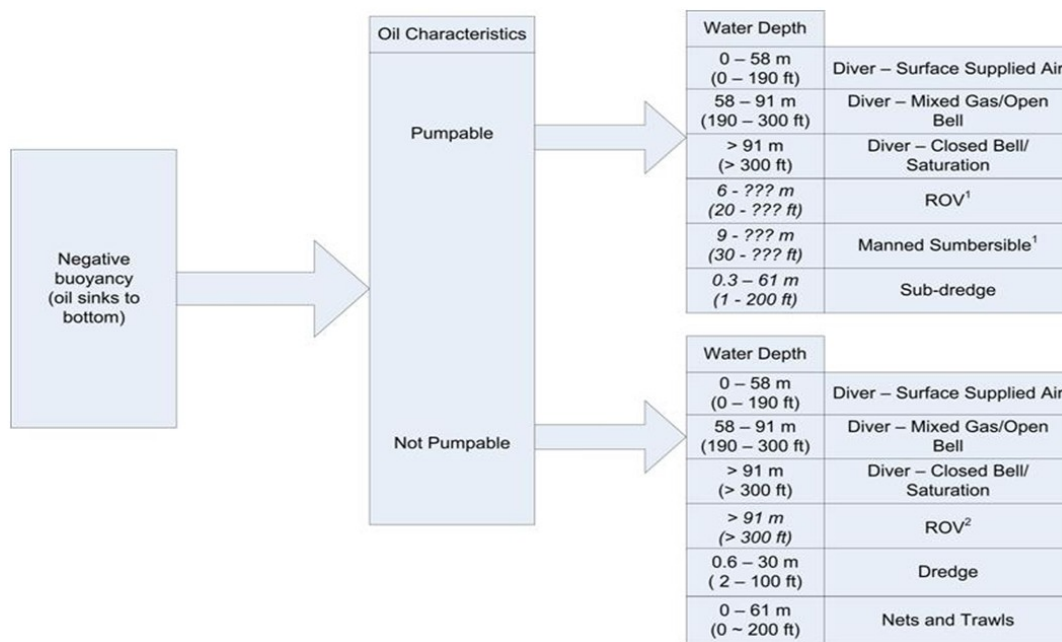 Negative
buoyancy
(oil sinks to
bottom)
Oil Characteristics
Pumpable
Not Pumpable
Water Depth
0 – 58 m
(0 – 190 ft)
Diver – Surface Supplied Air
58 – 91 m
(190 – 300 ft)
Diver – Mixed Gas/Open
Bell
> 91 m
(> 300 ft)
Diver – Closed Bell/
Saturation
6 - ??? m
(20 - ??? ft)
ROV¹
9 - ??? m
(30 - ??? ft)
Manned Sumbersible¹
0.3 – 61 m
(1 - 200 ft)
Sub-dredge
Water Depth
0 – 58 m
(0 – 190 ft)
Diver – Surface Supplied Air
58 – 91 m
(190 – 300 ft)
Diver – Mixed Gas/Open
Bell
> 91 m
(> 300 ft)
Diver – Closed Bell/
Saturation
> 91 m
(> 300 ft)
ROV²
0.6 – 30 m
( 2 – 100 ft)
Dredge
0 – 61 m
(0 ~ 200 ft)
Nets and Trawls